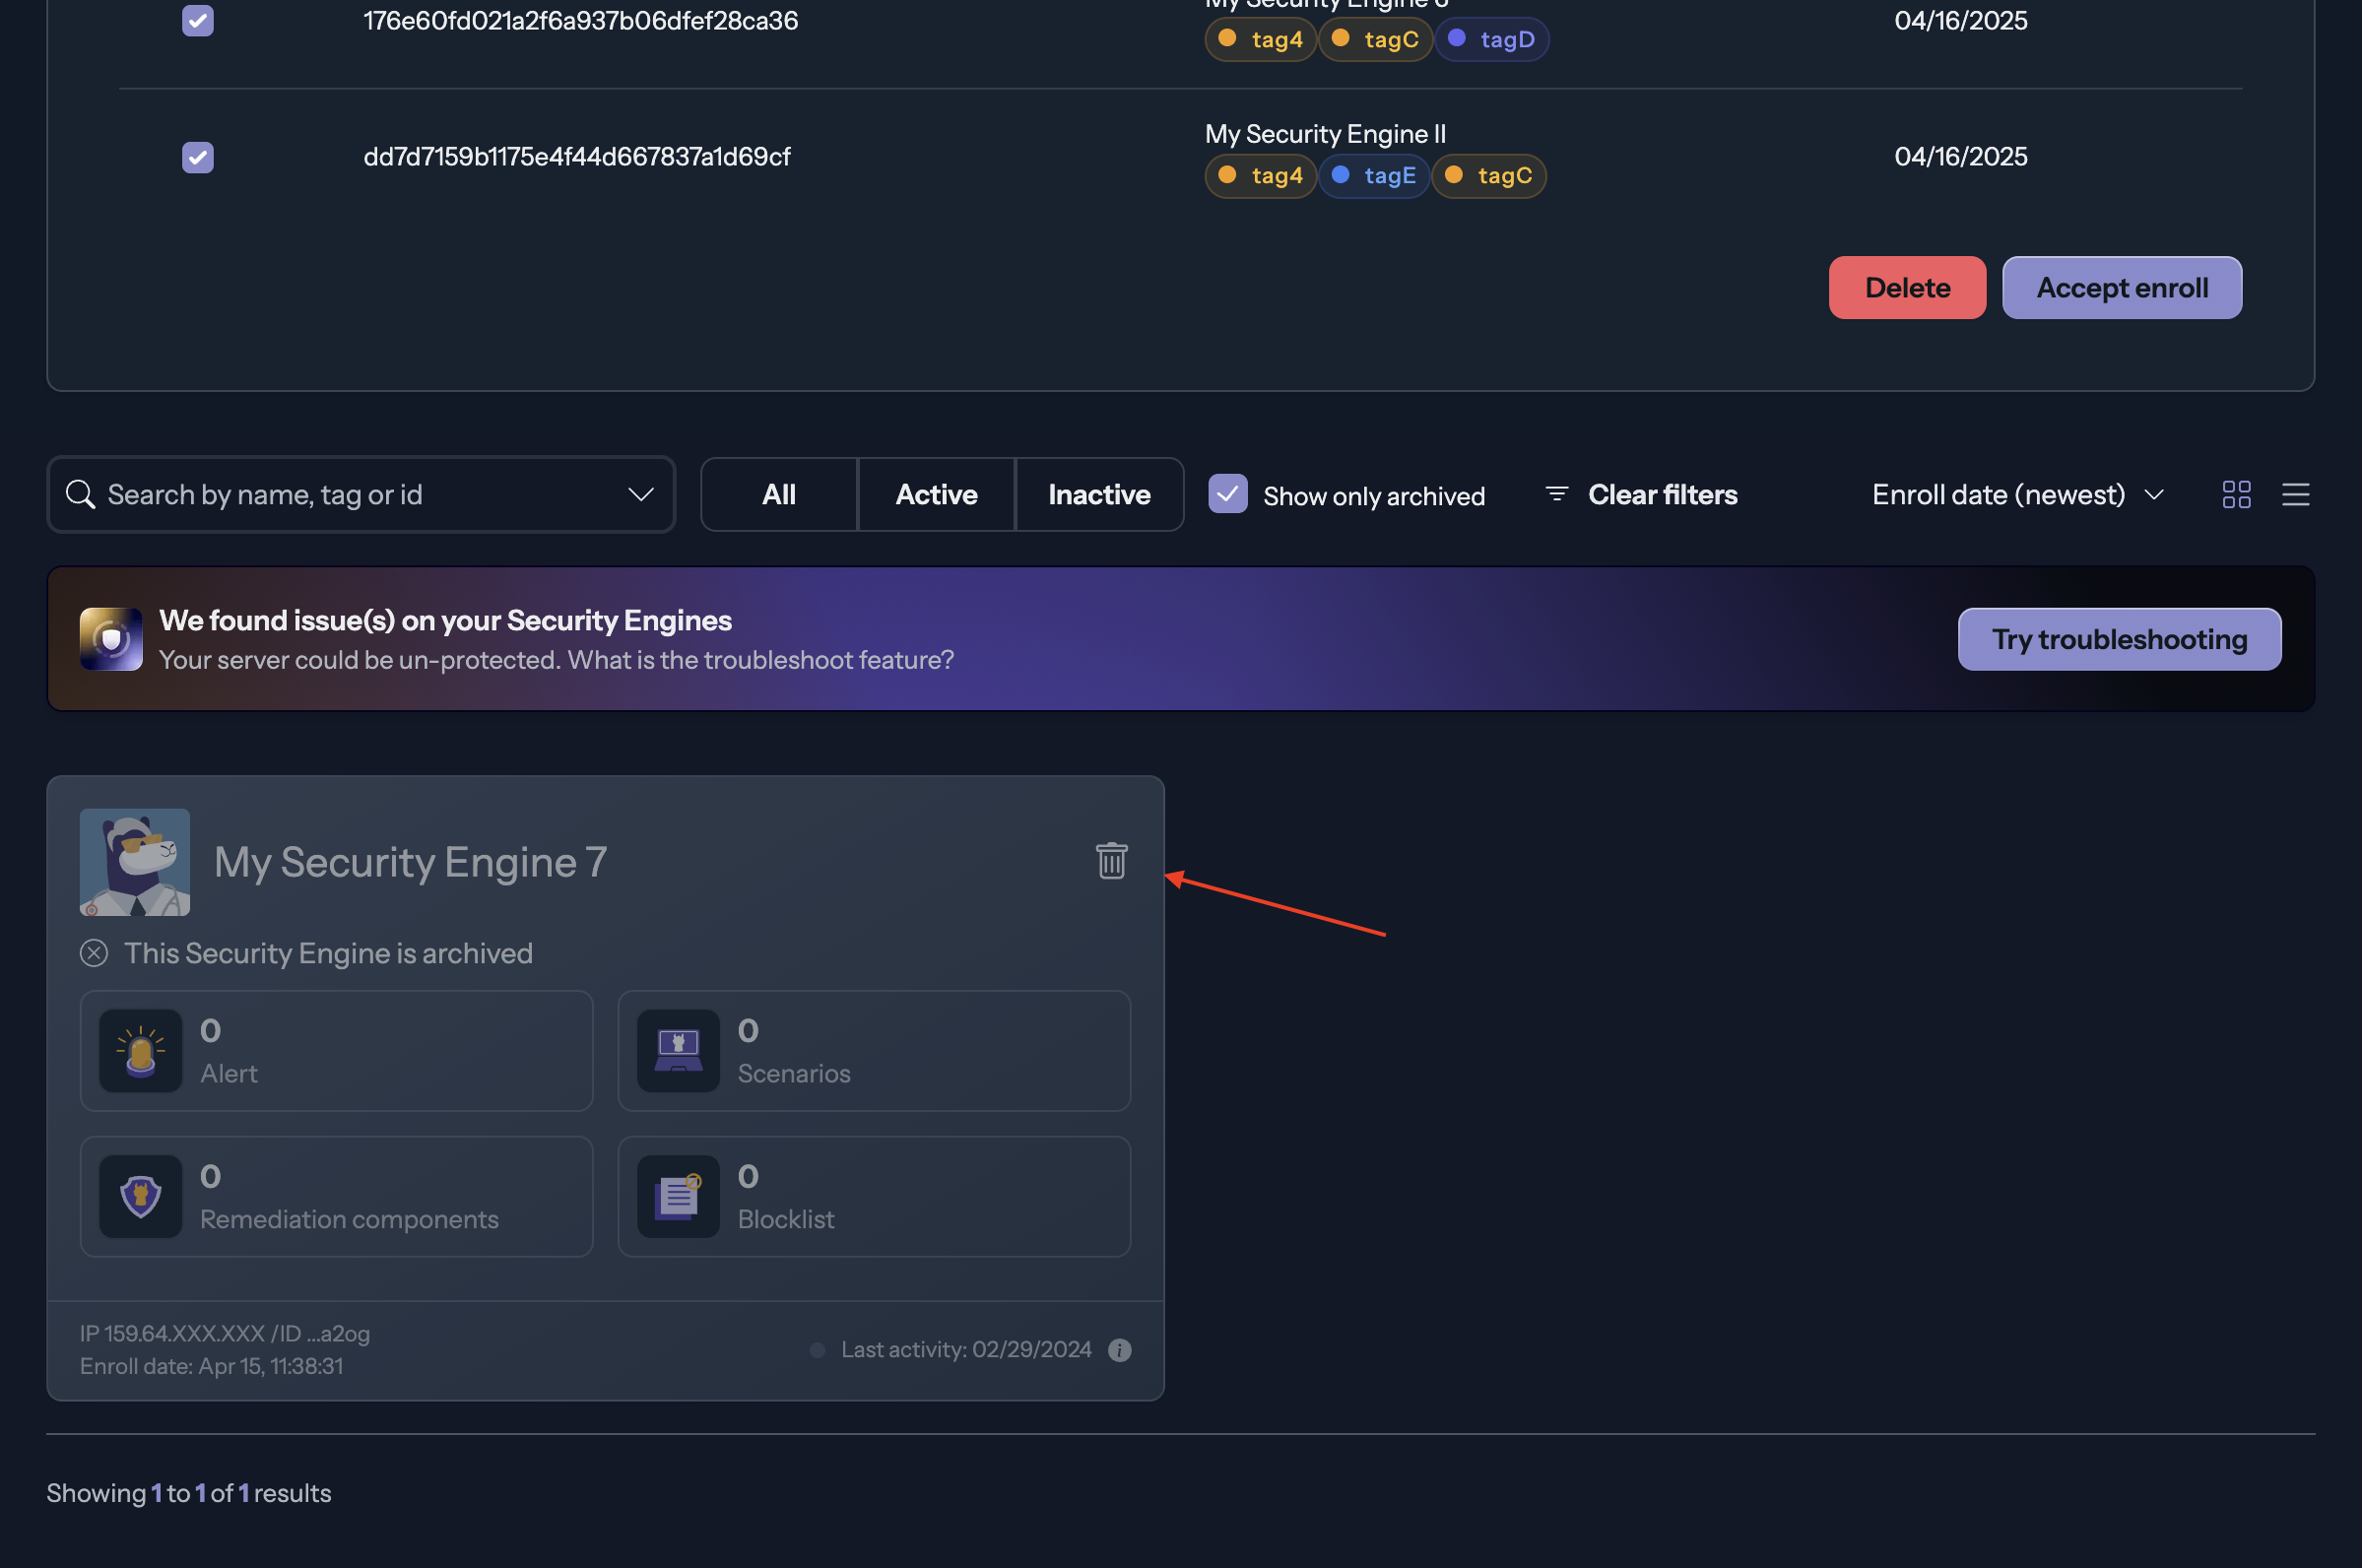 176e60fd021a2f6a937b06dfef28ca36
My Security Engine
04/16/2025
tag4 tagC tagD
My Security Engine II
dd7d7159b1175e4f44d667837a1d69cf
04/16/2025
tag4 tagE tagC
Delete Accept enroll
Search by name, tag or id
All Active Inactive
Show only archived
Clear filters
Enroll date (newest)
We found issue(s) on your Security Engines
Your server could be un-protected. What is the troubleshoot feature?
Try troubleshooting
My Security Engine 7
This Security Engine is archived
0
Alert
0
Scenarios
0
Remediation components
0
Blocklist
IP 159.64.XXX.XXX /ID ...a2og
Enroll date: Apr 15, 11:38:31
Last activity: 02/29/2024
Showing 1 to 1 of 1 results